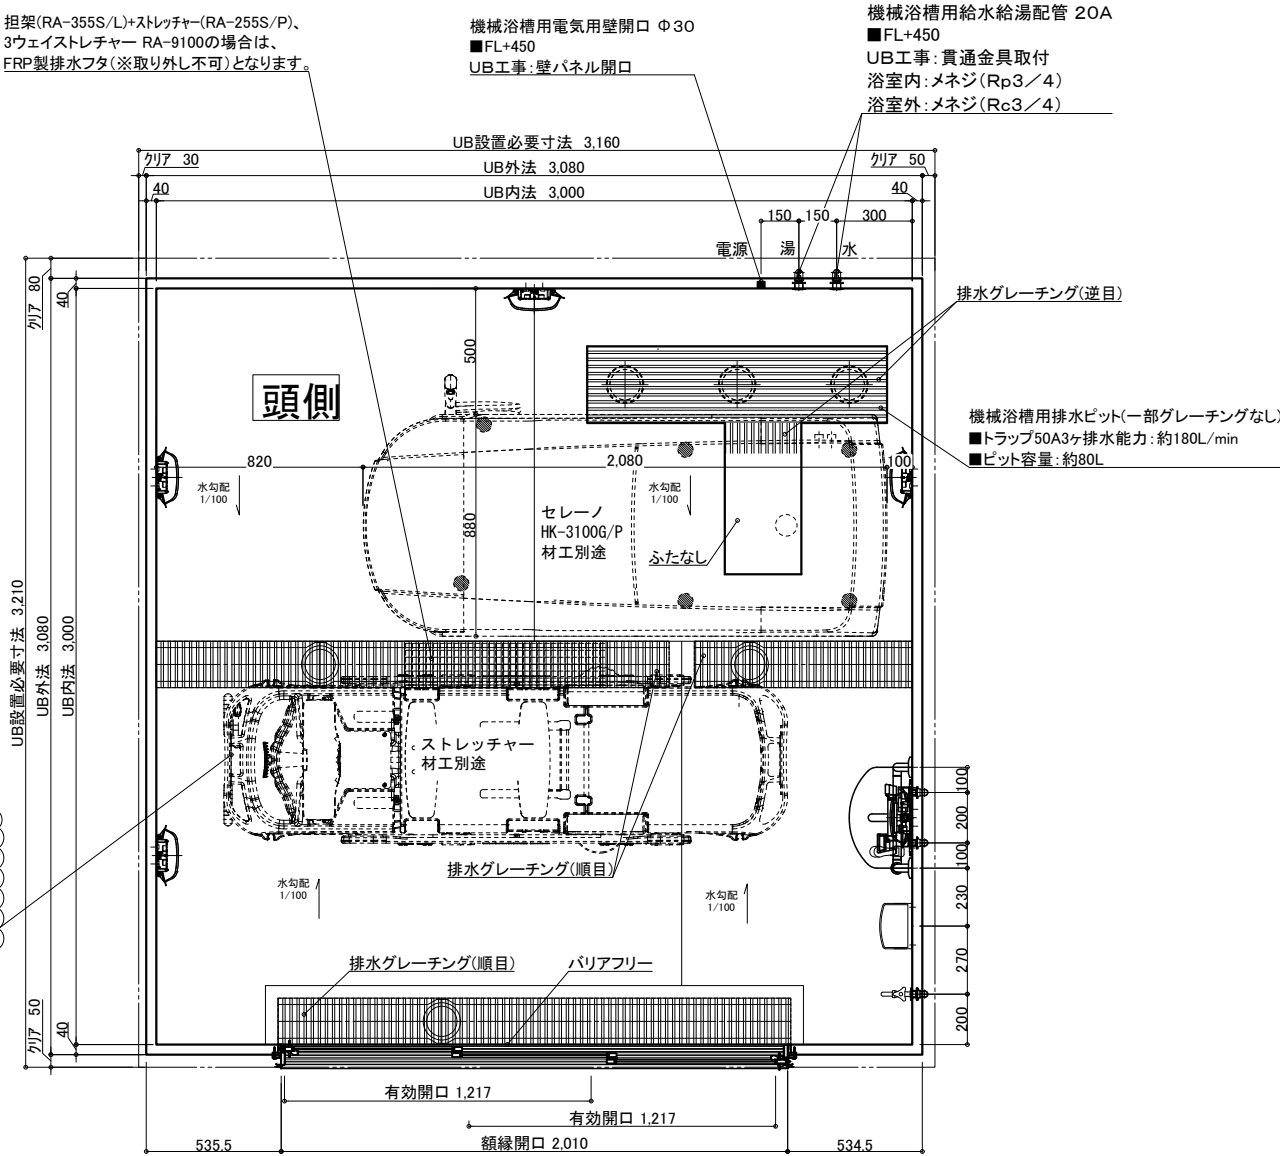 担架(RA-355S/L)+ストレッチャー(RA-255S/P)、
3ウェイストレチャー RA-9100の場合は、
FRP製排水フタ(※取り外し不可)となります。
機械浴槽用電気用壁開口 Φ30
■FL+450
UB工事:壁パネル開口
機械浴槽用給水給湯配管 20A
■FL+450
UB工事:貫通金具取付
浴室内:メネジ(Rp3/4)
浴室外:メネジ(Rc3/4)
UB設置必要寸法 3,160
クリア 30
UB外法 3,080
クリア 50
40
UB内法 3,000
40
150
150
300
電源
湯
水
クリア 80
40
排水グレーチング(逆目)
500
頭側
機械浴槽用排水ピット(一部グレーチングなし)
■トラップ50A3ヶ排水能力:約180L/min
■ピット容量:約80L
820
2,080
100
水勾配
1/100
水勾配
1/100
880
セレーノ
HK-3100G/P
材工別途
ふたなし
UB設置必要寸法 3,210
UB外法 3,080
UB内法 3,000
ストレッチャー
材工別途
100
200
100
230
270
200
排水グレーチング(順目)
水勾配
1/100
水勾配
1/100
排水グレーチング(順目)
バリアフリー
クリア 50
40
有効開口 1,217
有効開口 1,217
535.5
額縁開口 2,010
534.5